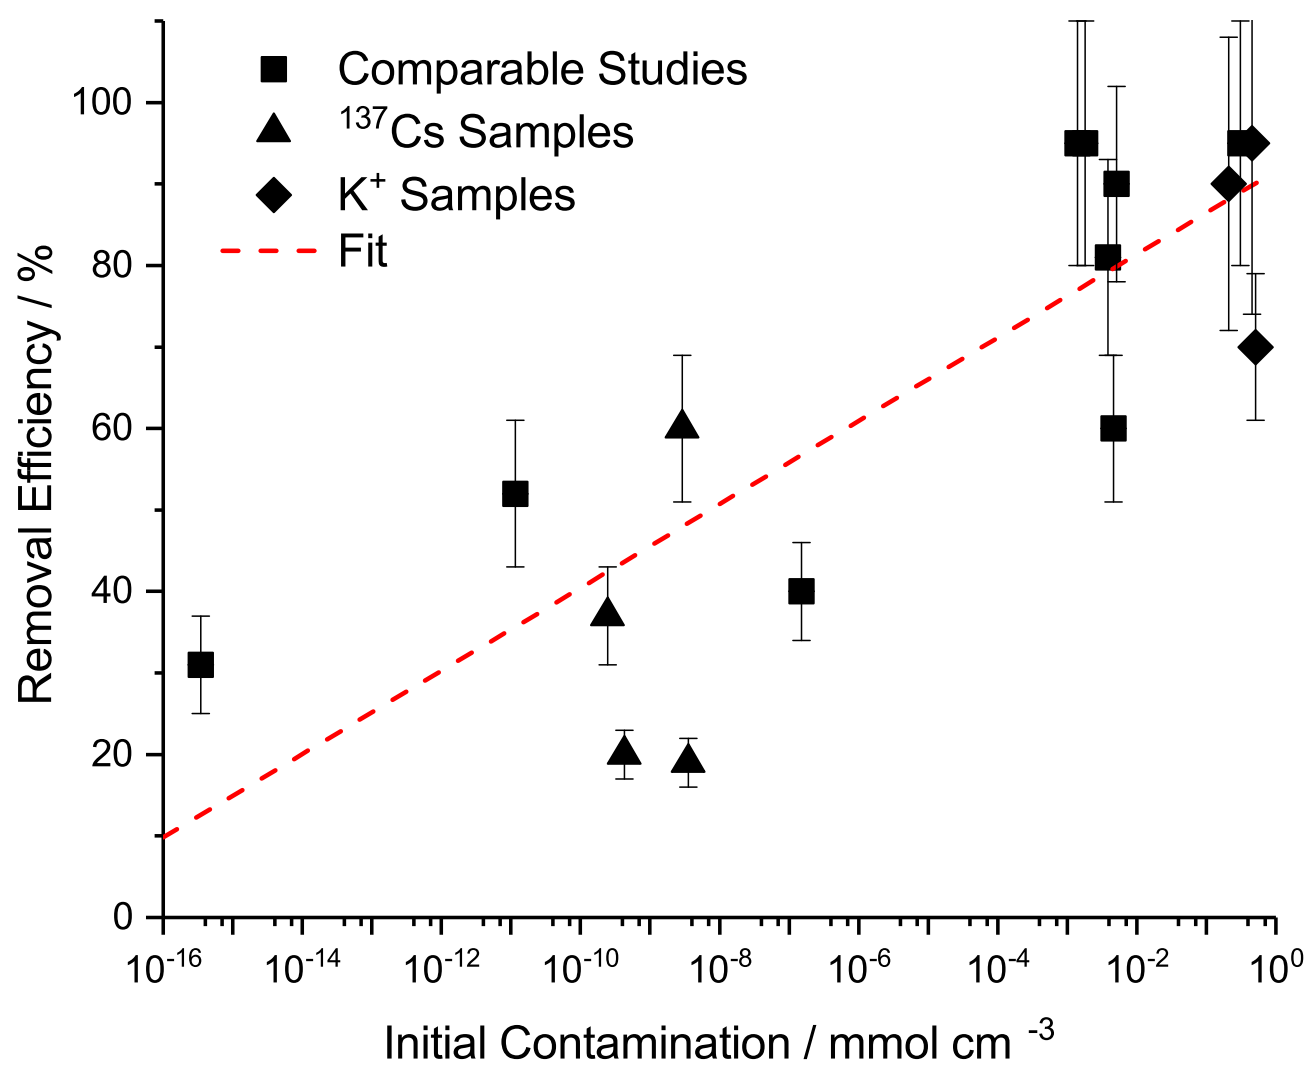 Comparable Studies
¹³⁷Cs Samples
K⁺ Samples
Fit
Removal Efficiency / %
100
80
60
40
20
0
10⁻¹⁶ 10⁻¹⁴ 10⁻¹² 10⁻¹⁰ 10⁻⁸ 10⁻⁶ 10⁻⁴ 10⁻² 10⁰
Initial Contamination / mmol cm ⁻³